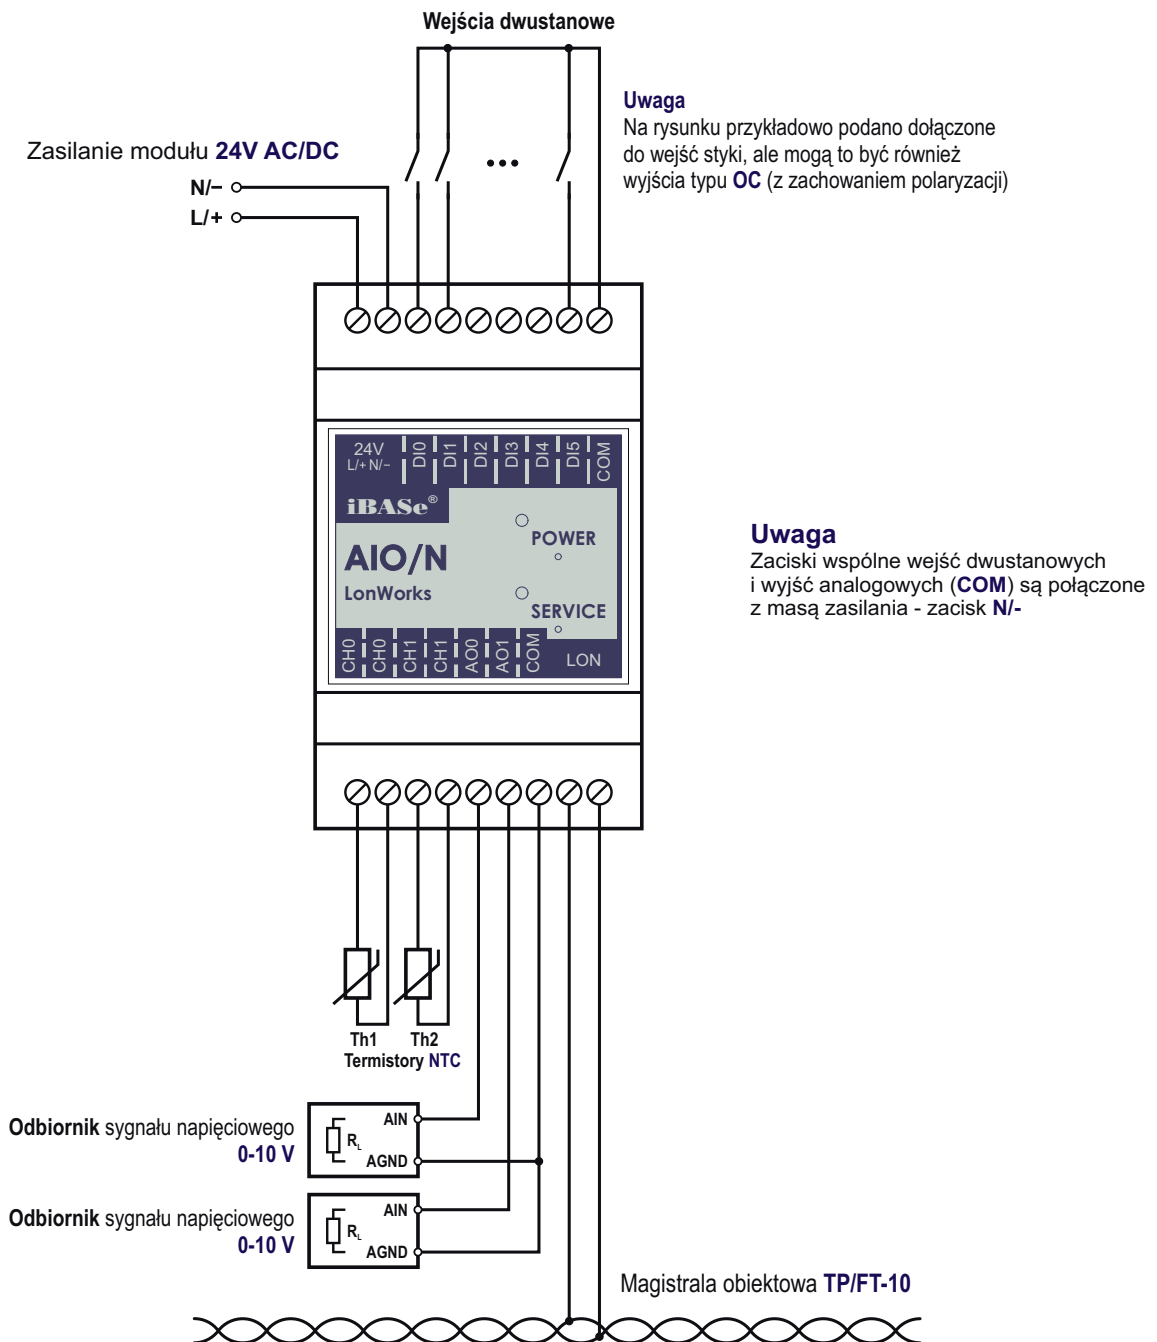 Wejścia dwustanowe
Uwaga
Na rysunku przykładowo podano dołączone
do wejść styki, ale mogą to być również
wyjścia typu OC (z zachowaniem polaryzacji)
Zasilanie modułu 24V AC/DC
N/–
L/+
24V
L/+ N/–
DI0
DI1
DI2
DI3
DI4
DI5
COM
iBASe®
POWER
AIO/N
LonWorks
SERVICE
CH0
CH0
CH1
CH1
AO0
AO1
COM
LON
Uwaga
Zaciski wspólne wejść dwustanowych
i wyjść analogowych (COM) są połączone
z masą zasilania - zacisk N/-
Th1
Th2
Termistory NTC
Odbiornik sygnału napięciowego
0-10 V
AIN
RL
AGND
Odbiornik sygnału napięciowego
0-10 V
AIN
RL
AGND
Magistrala obiektowa TP/FT-10